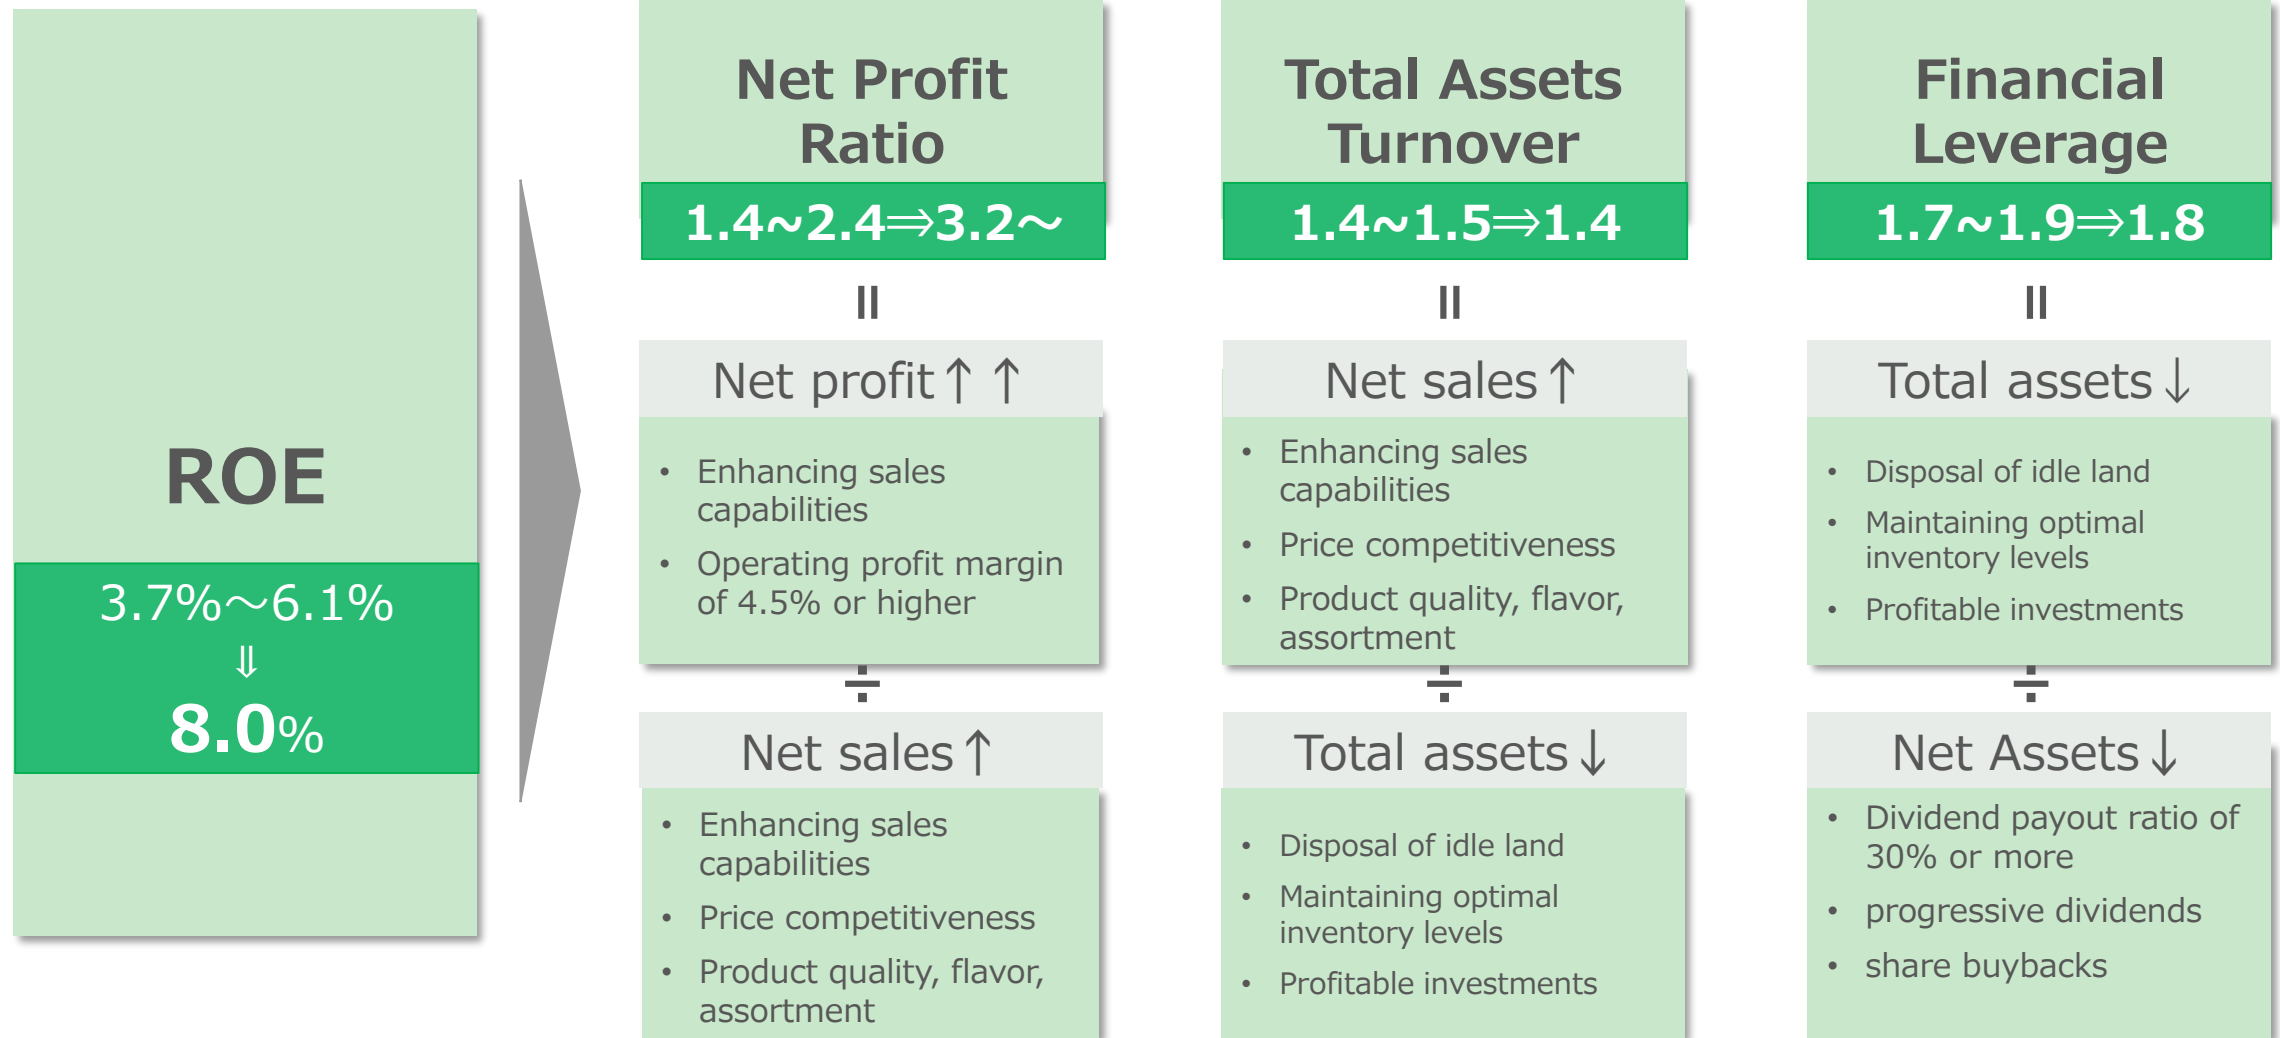 ROE
3.7%～6.1%
⇓
8.0%
Net Profit
Ratio
1.4~2.4⇒3.2～
=
Net profit↑↑
• Enhancing sales
capabilities
• Operating profit margin
of 4.5% or higher
÷
Net sales↑
• Enhancing sales
capabilities
• Price competitiveness
• Product quality, flavor,
assortment
Total Assets
Turnover
1.4~1.5⇒1.4
=
Net sales↑
• Enhancing sales
capabilities
• Price competitiveness
• Product quality, flavor,
assortment
÷
Total assets↓
• Disposal of idle land
• Maintaining optimal
inventory levels
• Profitable investments
Financial
Leverage
1.7~1.9⇒1.8
=
Total assets↓
• Disposal of idle land
• Maintaining optimal
inventory levels
• Profitable investments
÷
Net Assets↓
• Dividend payout ratio of
30% or more
• progressive dividends
• share buybacks